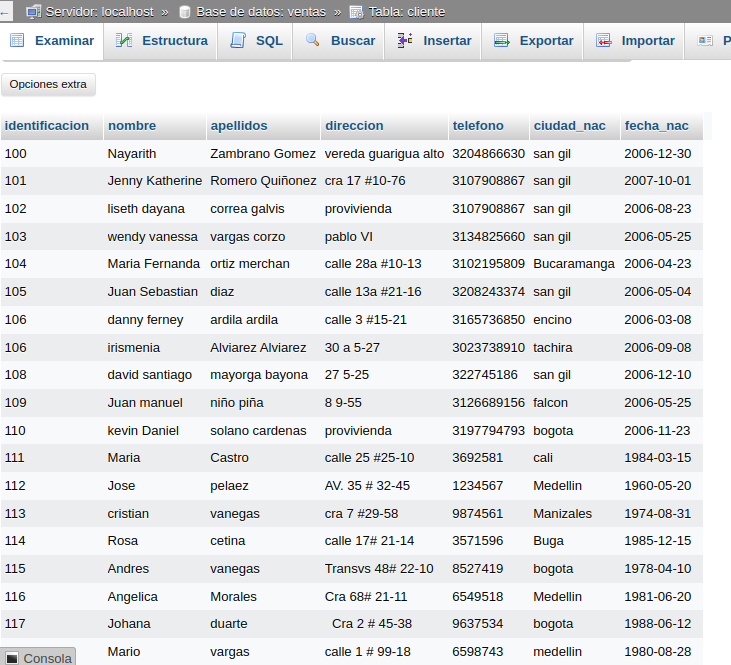 Servidor: localhost » Base de datos: ventas » Tabla: cliente
Examinar Estructura SQL Buscar Insertar Exportar Importar P
Opciones extra
identificacion nombre apellidos direccion telefono ciudad_nac fecha_nac
100 Nayarith Zambrano Gomez vereda guarigua alto 3204866630 san gil 2006-12-30
101 Jenny Katherine Romero Quiñonez cra 17 #10-76 3107908867 san gil 2007-10-01
102 liseth dayana correa galvis provivienda 3107908867 san gil 2006-08-23
103 wendy vanessa vargas corzo pablo VI 3134825660 san gil 2006-05-25
104 Maria Fernanda ortiz merchan calle 28a #10-13 3102195809 Bucaramanga 2006-04-23
105 Juan Sebastian diaz calle 13a #21-16 3208243374 san gil 2006-05-04
106 danny ferney ardila ardila calle 3 #15-21 3165736850 encino 2006-03-08
106 irismenia Alviarez Alviarez 30 a 5-27 3023738910 tachira 2006-09-08
108 david santiago mayorga bayona 27 5-25 322745186 san gil 2006-12-10
109 Juan manuel niño piña 8 9-55 3126689156 falcon 2006-05-25
110 kevin Daniel solano cardenas provivienda 3197794793 bogota 2006-11-23
111 Maria Castro calle 25 #25-10 3692581 cali 1984-03-15
112 Jose pelaez AV. 35 # 32-45 1234567 Medellin 1960-05-20
113 cristian vanegas cra 7 #29-58 9874561 Manizales 1974-08-31
114 Rosa cetina calle 17# 21-14 3571596 Buga 1985-12-15
115 Andres vanegas Transvs 48# 22-10 8527419 bogota 1978-04-10
116 Angelica Morales Cra 68# 21-11 6549518 Medellin 1981-06-20
117 Johana duarte Cra 2 # 45-38 9637534 bogota 1988-06-12
Mario vargas calle 1 # 99-18 6598743 medellin 1980-08-28
Consola